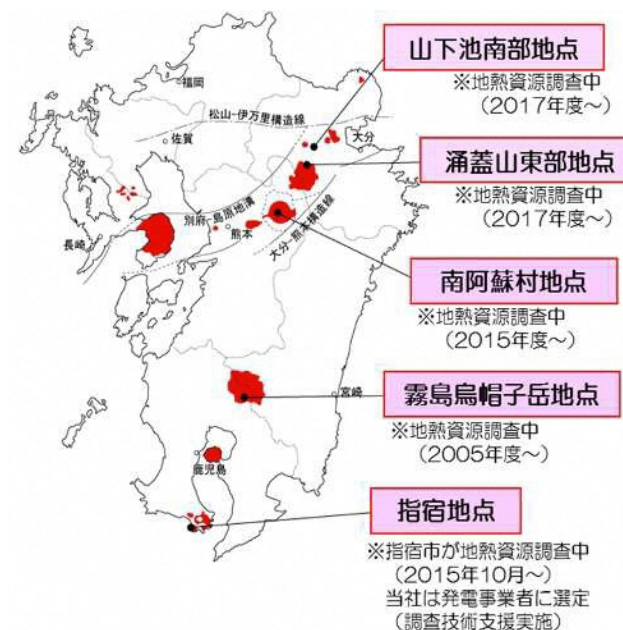 山下池南部地点
※地熱資源調査中
（2017年度～）
涌蓋山東部地点
※地熱資源調査中
（2017年度～）
南阿蘇村地点
※地熱資源調査中
（2015年度～）
霧島烏帽子岳地点
※地熱資源調査中
（2005年度～）
指宿地点
※指宿市が地熱資源調査中
（2015年10月～）
当社は発電事業者に選定
（調査技術支援実施）
福岡
松山-伊万里構造線
佐賀
大分
別府-島原地溝
熊本
大分-熊本構造線
長崎
宮崎
鹿児島